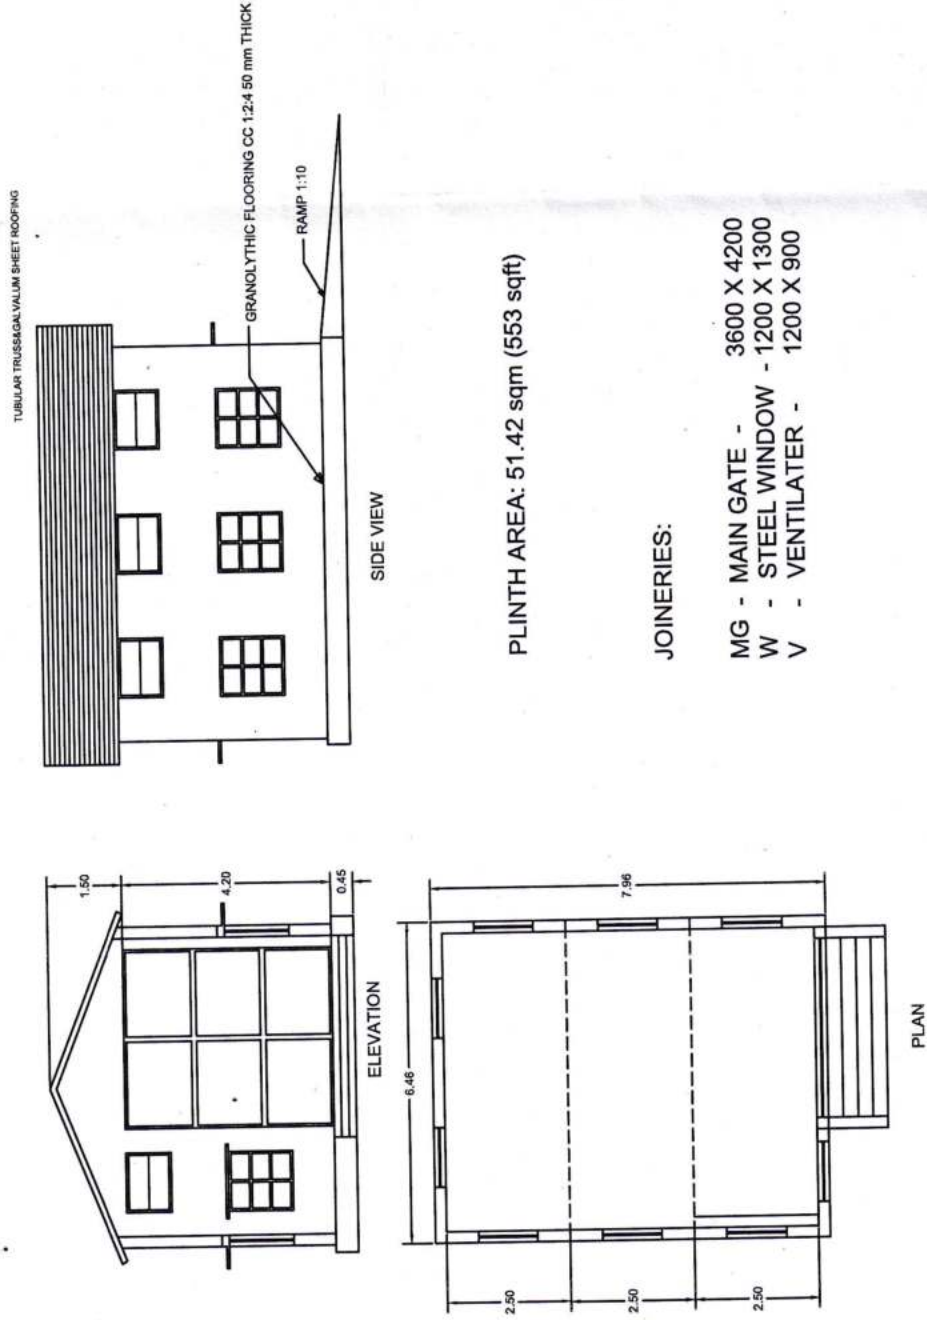 TUBULAR TRUSS&GALVALUM SHEET ROOFING
1.50
4.20
0.45
ELEVATION
GRANOLYTHIC FLOORING CC 1:2:4 50 mm THICK
RAMP 1:10
SIDE VIEW
6.46
7.96
2.50
2.50
2.50
PLAN
PLINTH AREA: 51.42 sqm (553 sqft)
JOINERIES:
MG - MAIN GATE - 3600 X 4200
W - STEEL WINDOW - 1200 X 1300
V - VENTILATER - 1200 X 900